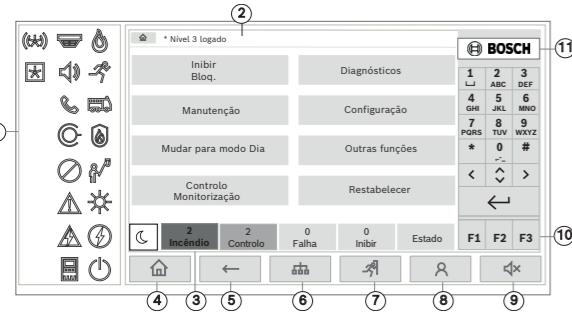 2
* Nível 3 logado
BOSCH
11
Inibir
Bloq.
Diagnósticos
Manutenção
Configuração
Mudar para modo Dia
Outras funções
Controlo
Monitorização
Restabelecer
1
2 ABC
3 DEF
4 GHI
5 JKL
6 MNO
7 PQRS
8 TUV
9 WXYZ
*
0 .-_
#
F1 F2 F3
10
2
Incêndio
2
Controlo
0
Falha
0
Inibir
Estado
4
3
5
6
7
8
9